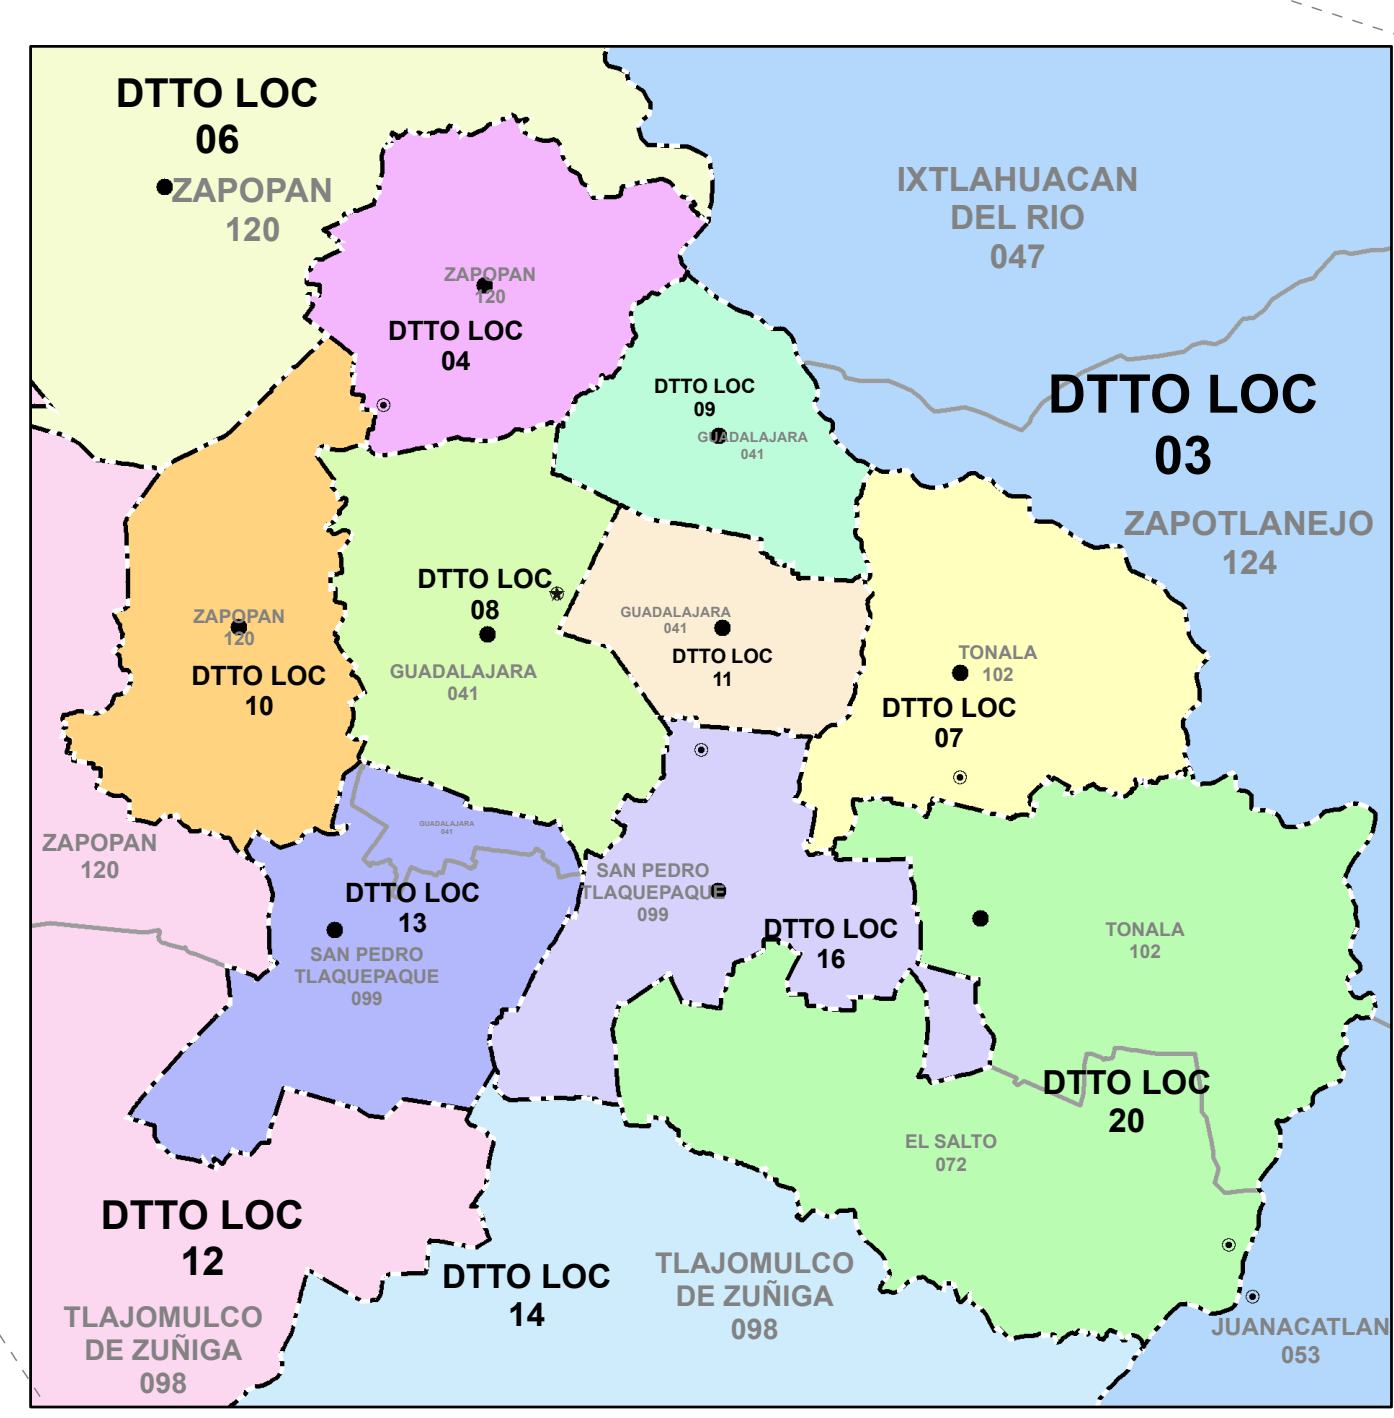 DTTO LOC
06
ZAPOPAN
120
IXTLAHUACAN
DEL RIO
047
ZAPOPAN
120
DTTO LOC
04
DTTO LOC
09
GUADALAJARA
041
DTTO LOC
03
ZAPOTLANEJO
124
DTTO LOC
08
GUADALAJARA
041
GUADALAJARA
041
DTTO LOC
11
ZAPOPAN
120
DTTO LOC
10
TONALA
102
DTTO LOC
07
ZAPOPAN
120
GUADALAJARA
041
DTTO LOC
13
SAN PEDRO
TLAQUEPAQUE
099
SAN PEDRO
TLAQUEPAQUE
099
DTTO LOC
16
TONALA
102
DTTO LOC
20
EL SALTO
072
DTTO LOC
12
TLAJOMULCO
DE ZUÑIGA
098
DTTO LOC
14
TLAJOMULCO
DE ZUÑIGA
098
JUANACATLAN
053